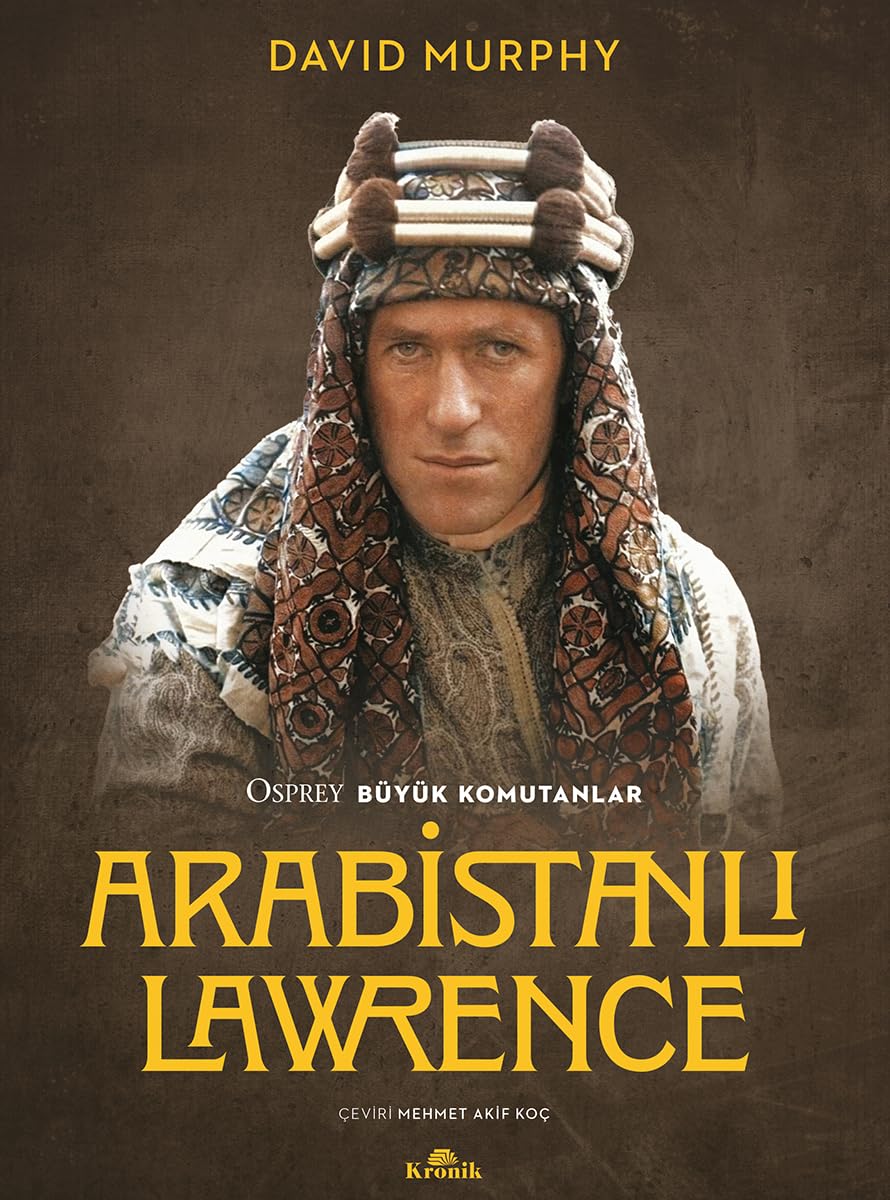 DAVID MURPHY
OSPREY BÜYÜK KOMUTANLAR
ARABİSTANLI
LAWRENCE
ÇEVİRİ MEHMET AKİF KOÇ
Kronik